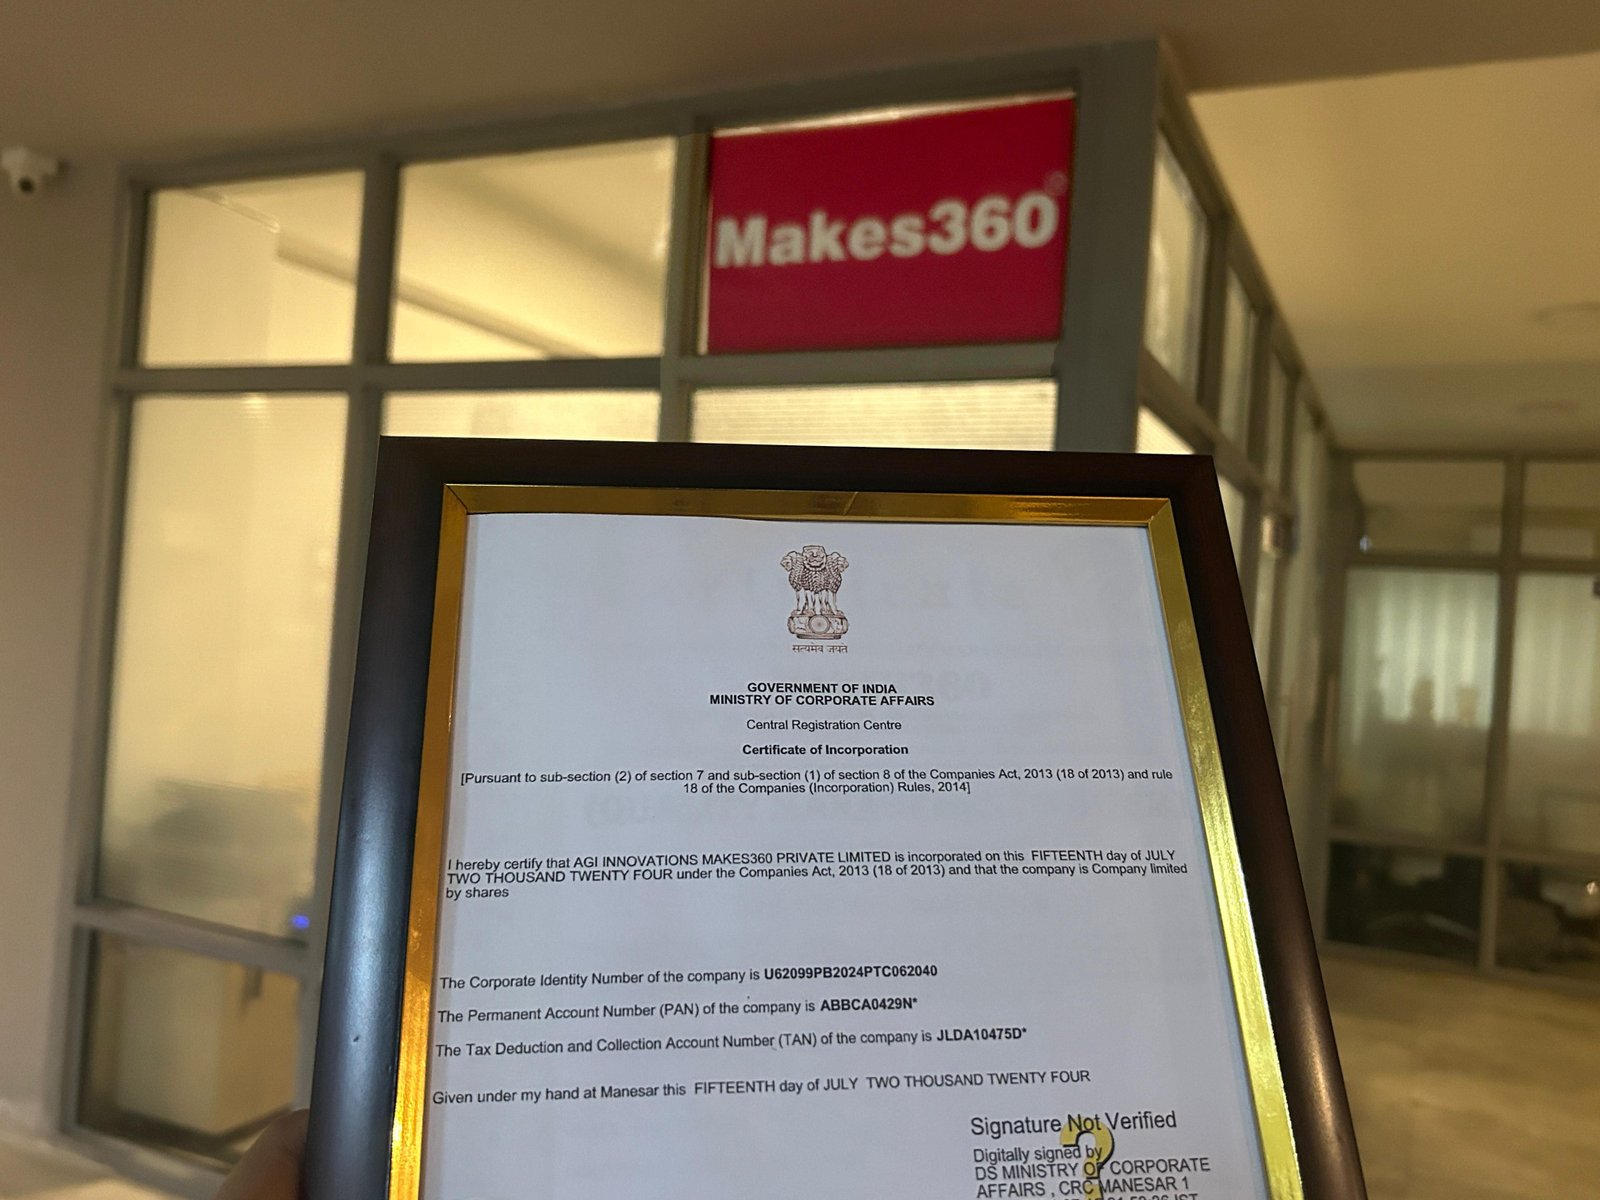 Makes360
सत्यमेव जयते
GOVERNMENT OF INDIA
MINISTRY OF CORPORATE AFFAIRS
Central Registration Centre
Certificate of Incorporation
[Pursuant to sub-section (2) of section 7 and sub-section (1) of section 8 of the Companies Act, 2013 (18 of 2013) and rule
18 of the Companies (Incorporation) Rules, 2014]
I hereby certify that AGI INNOVATIONS MAKES360 PRIVATE LIMITED is incorporated on this FIFTEENTH day of JULY
TWO THOUSAND TWENTY FOUR under the Companies Act, 2013 (18 of 2013) and that the company is Company limited
by shares
The Corporate Identity Number of the company is U62099PB2024PTC062040
The Permanent Account Number (PAN) of the company is ABBCA0429N*
The Tax Deduction and Collection Account Number (TAN) of the company is JLDA10475D*
Given under my hand at Manesar this FIFTEENTH day of JULY TWO THOUSAND TWENTY FOUR
Signature Not Verified
Digitally signed by
DS MINISTRY OF CORPORATE
AFFAIRS , CRC MANESAR 1